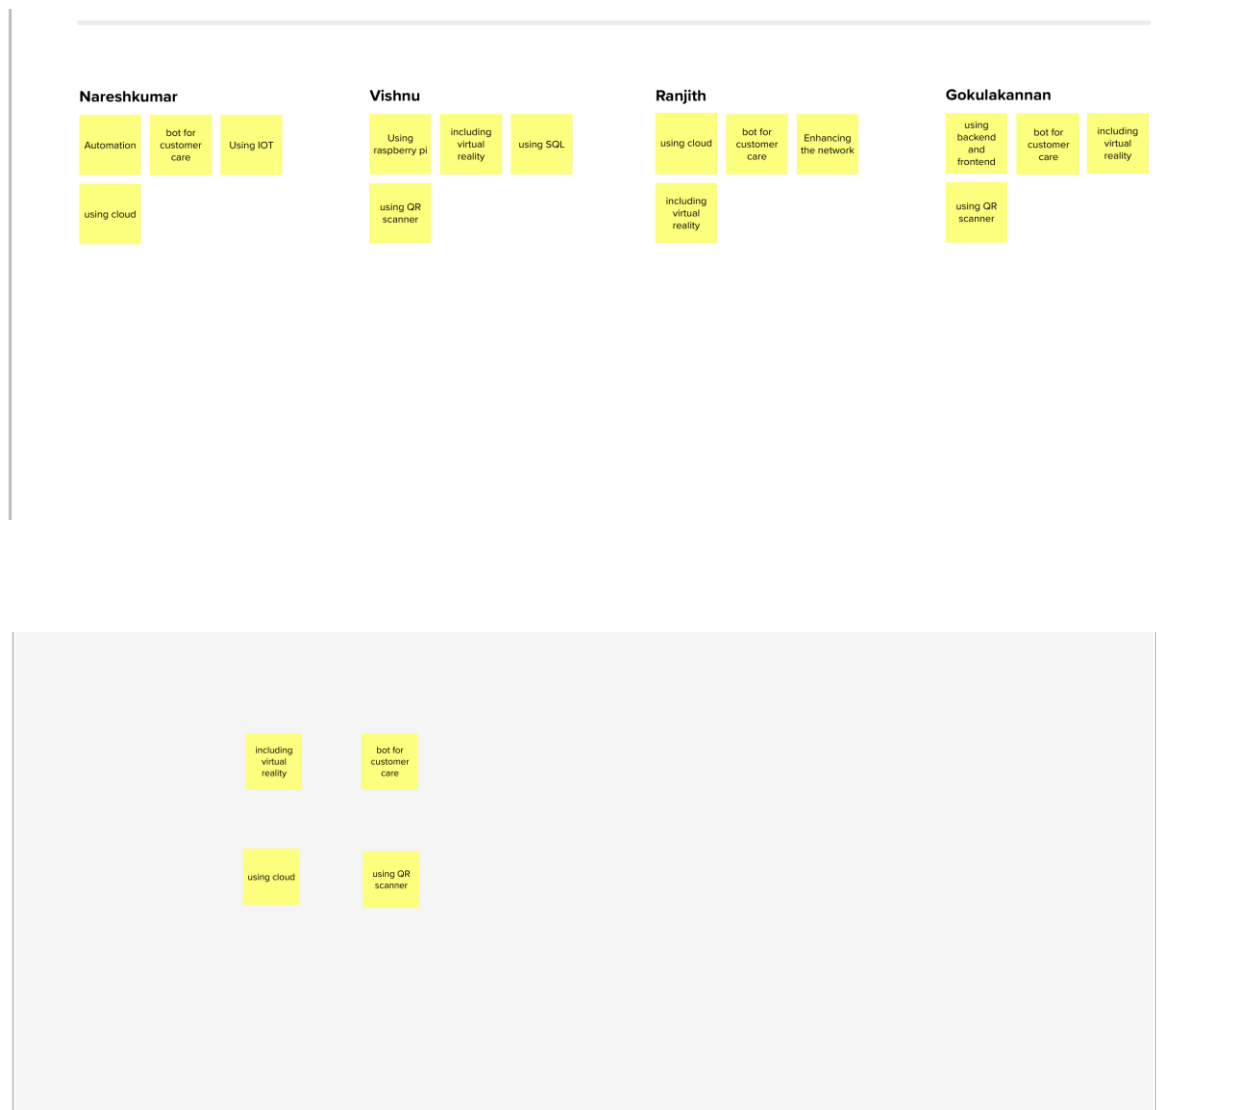 Nareshkumar
Automation
bot for
customer
care
Using IOT
using cloud
Vishnu
Using
raspberry pi
including
virtual
reality
using SQL
using QR
scanner
Ranjith
using cloud
bot for
customer
care
Enhancing
the network
including
virtual
reality
Gokulakannan
using
backend
and
frontend
bot for
customer
care
including
virtual
reality
using QR
scanner
including
virtual
reality
bot for
customer
care
using cloud
using QR
scanner